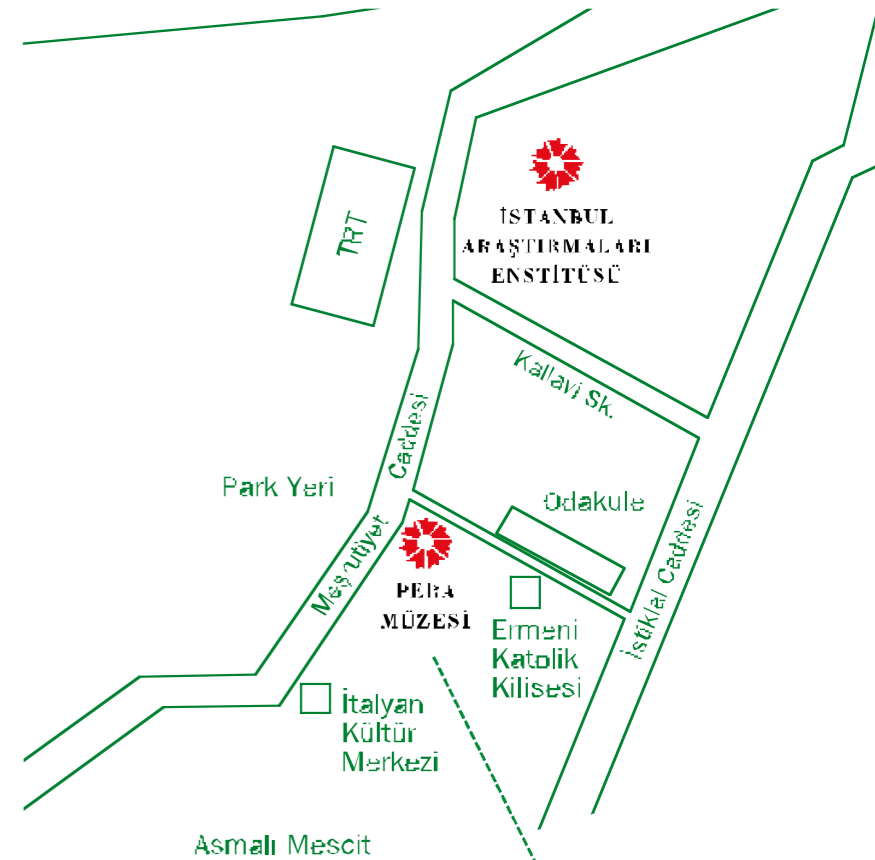 İSTANBUL
ARAŞTIRMALARI
ENSTİTÜSÜ
TRT
Kallavi Sk.
Meşrutiyet Caddesi
Park Yeri
Odakule
İstiklal Caddesi
PERA
MÜZESİ
Ermeni
Katolik
Kilisesi
İtalyan
Kültür
Merkezi
Asmalı Mescit